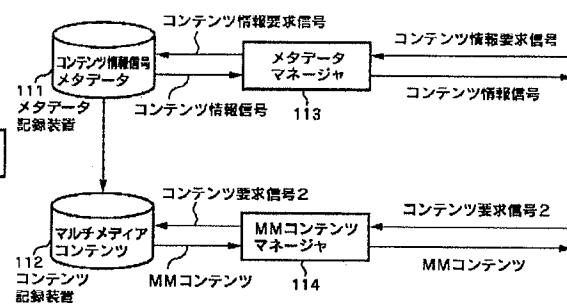 コンテンツ情報要求信号
コンテンツ情報信号
メタデータ
メタデータ
マネージャ
コンテンツ情報要求信号
111
メタデータ
記録装置
コンテンツ情報信号
113
コンテンツ情報信号
コンテンツ要求信号2
マルチメディア
コンテンツ
MMコンテンツ
マネージャ
コンテンツ要求信号2
112
コンテンツ
記録装置
MMコンテンツ
114
MMコンテンツ